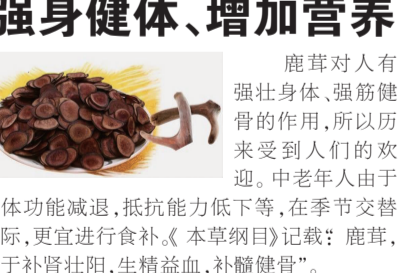 强身健体、增加营养
鹿茸对人有
强壮身体、强筋健
骨的作用,所以历
来受到人们的欢
迎。中老年人由于
体功能减退,抵抗能力低下等,在季节交替
际,更宜进行食补。《本草纲目》记载:“鹿茸,
于补肾壮阳,生精益血,补髓健骨”。